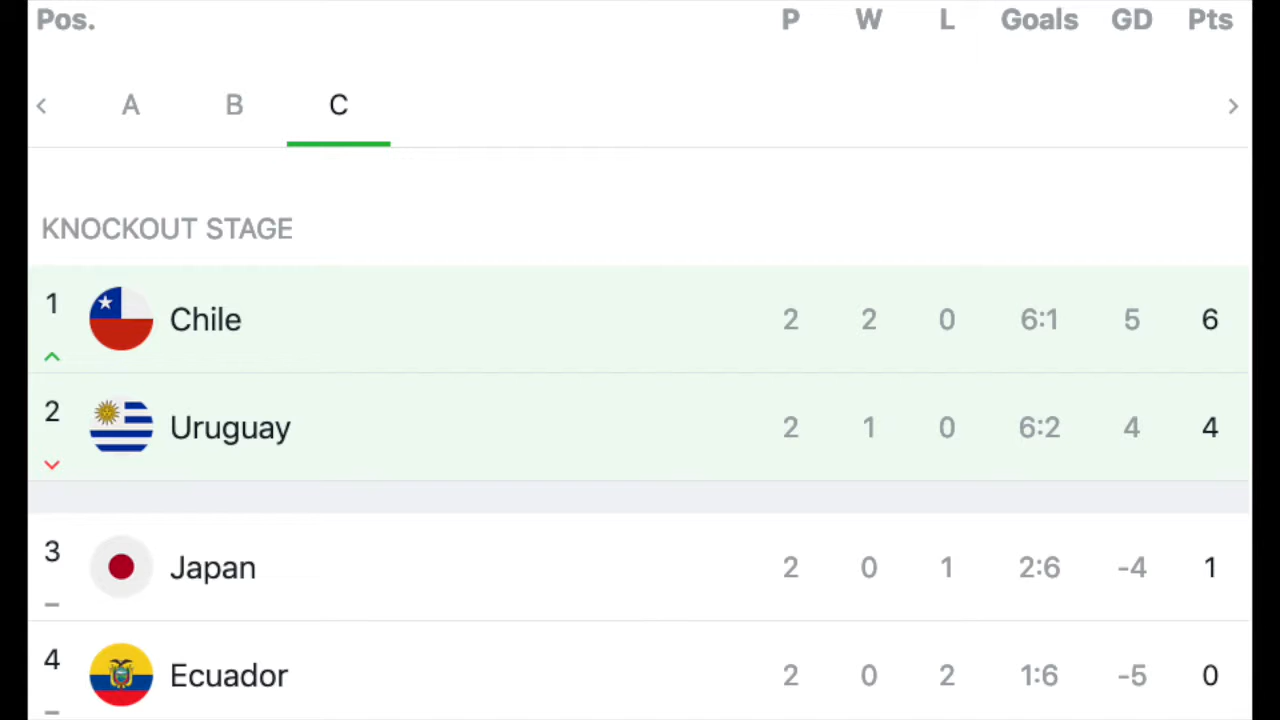 Pos. P W L Goals GD Pts
A B C
KNOCKOUT STAGE
1 Chile 2 2 0 6:1 5 6
2 Uruguay 2 1 0 6:2 4 4
3 Japan 2 0 1 2:6 -4 1
4 Ecuador 2 0 2 1:6 -5 0